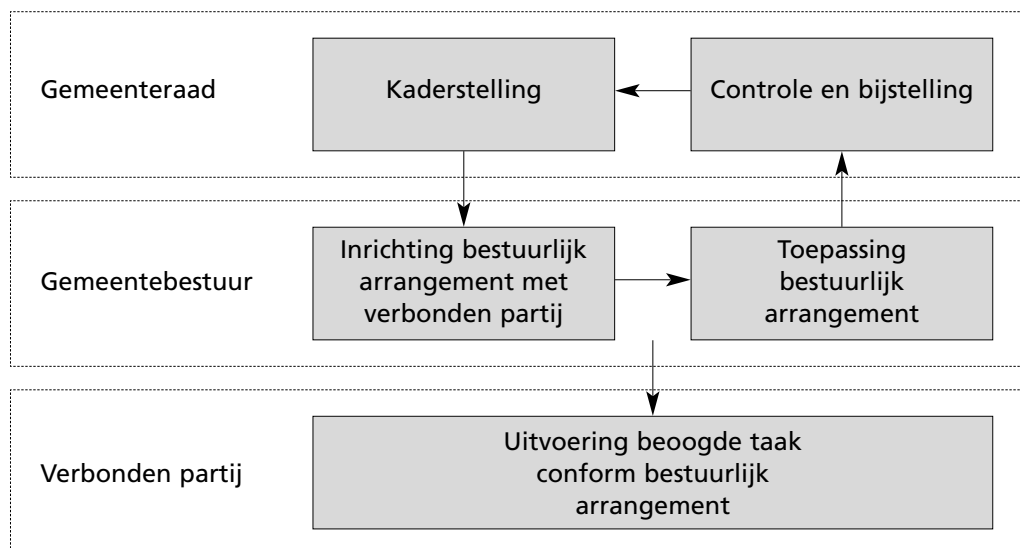 Gemeenteraad
Kaderstelling
Controle en bijstelling
Gemeentebestuur
Inrichting bestuurlijk
arrangement met
verbonden partij
Toepassing
bestuurlijk
arrangement
Verbonden partij
Uitvoering beoogde taak
conform bestuurlijk
arrangement